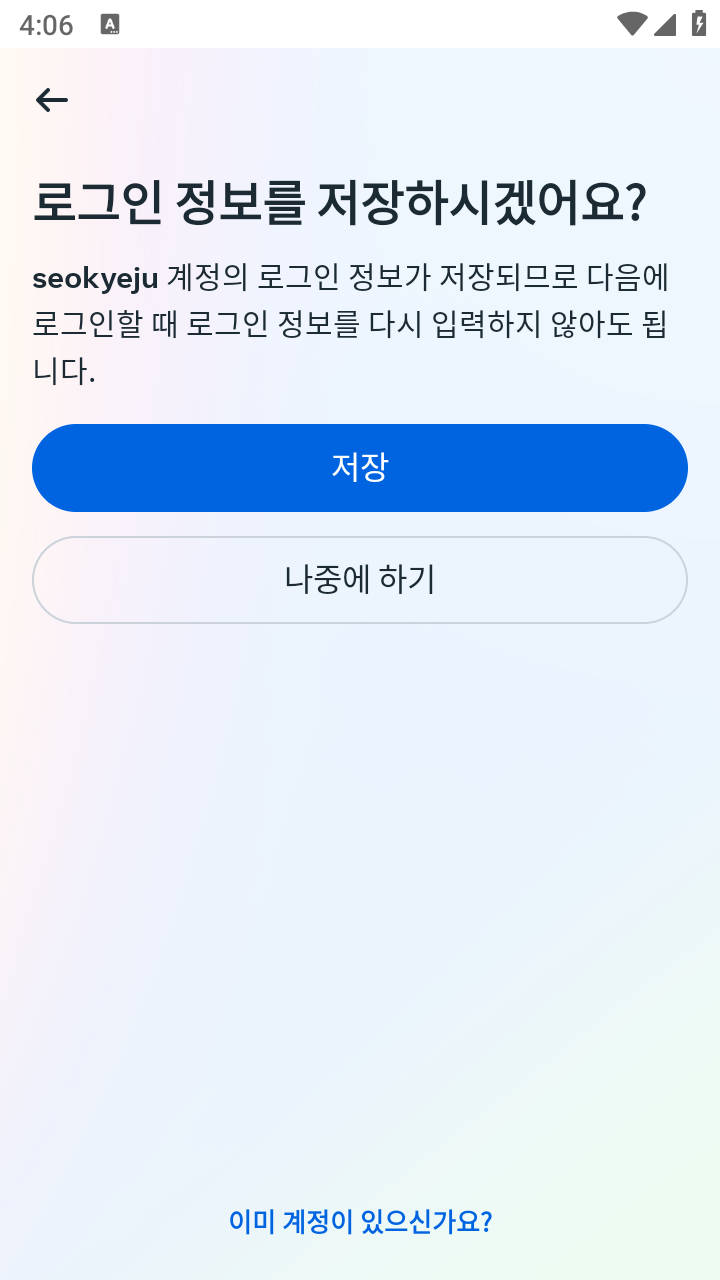 4:06
로그인 정보를 저장하시겠어요?
seokyeju 계정의 로그인 정보가 저장되므로 다음에
로그인할 때 로그인 정보를 다시 입력하지 않아도 됩
니다.
저장
나중에 하기
이미 계정이 있으신가요?